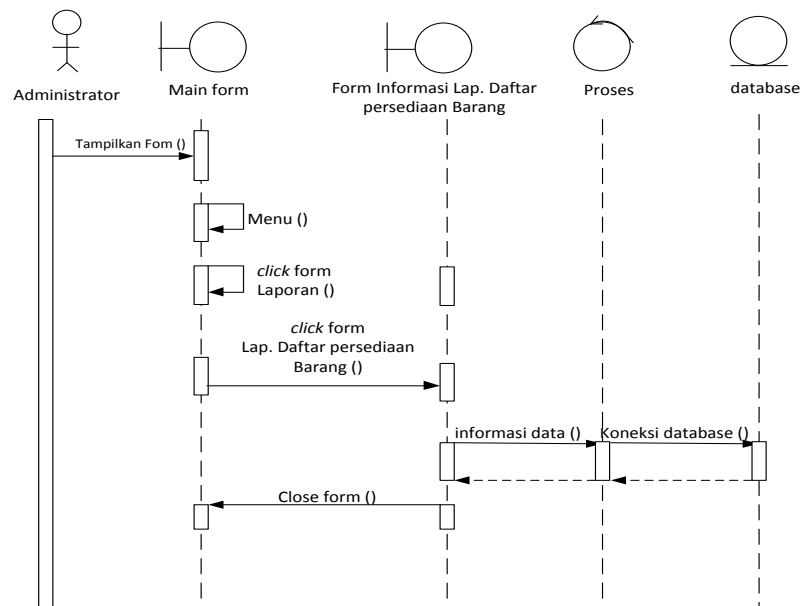 Administrator
Main form
Form Informasi Lap. Daftar
persediaan Barang
Proses
database
Tampilkan Fom ()
Menu ()
click form
Laporan ()
click form
Lap. Daftar persediaan
Barang ()
informasi data ()
Koneksi database ()
Close form ()